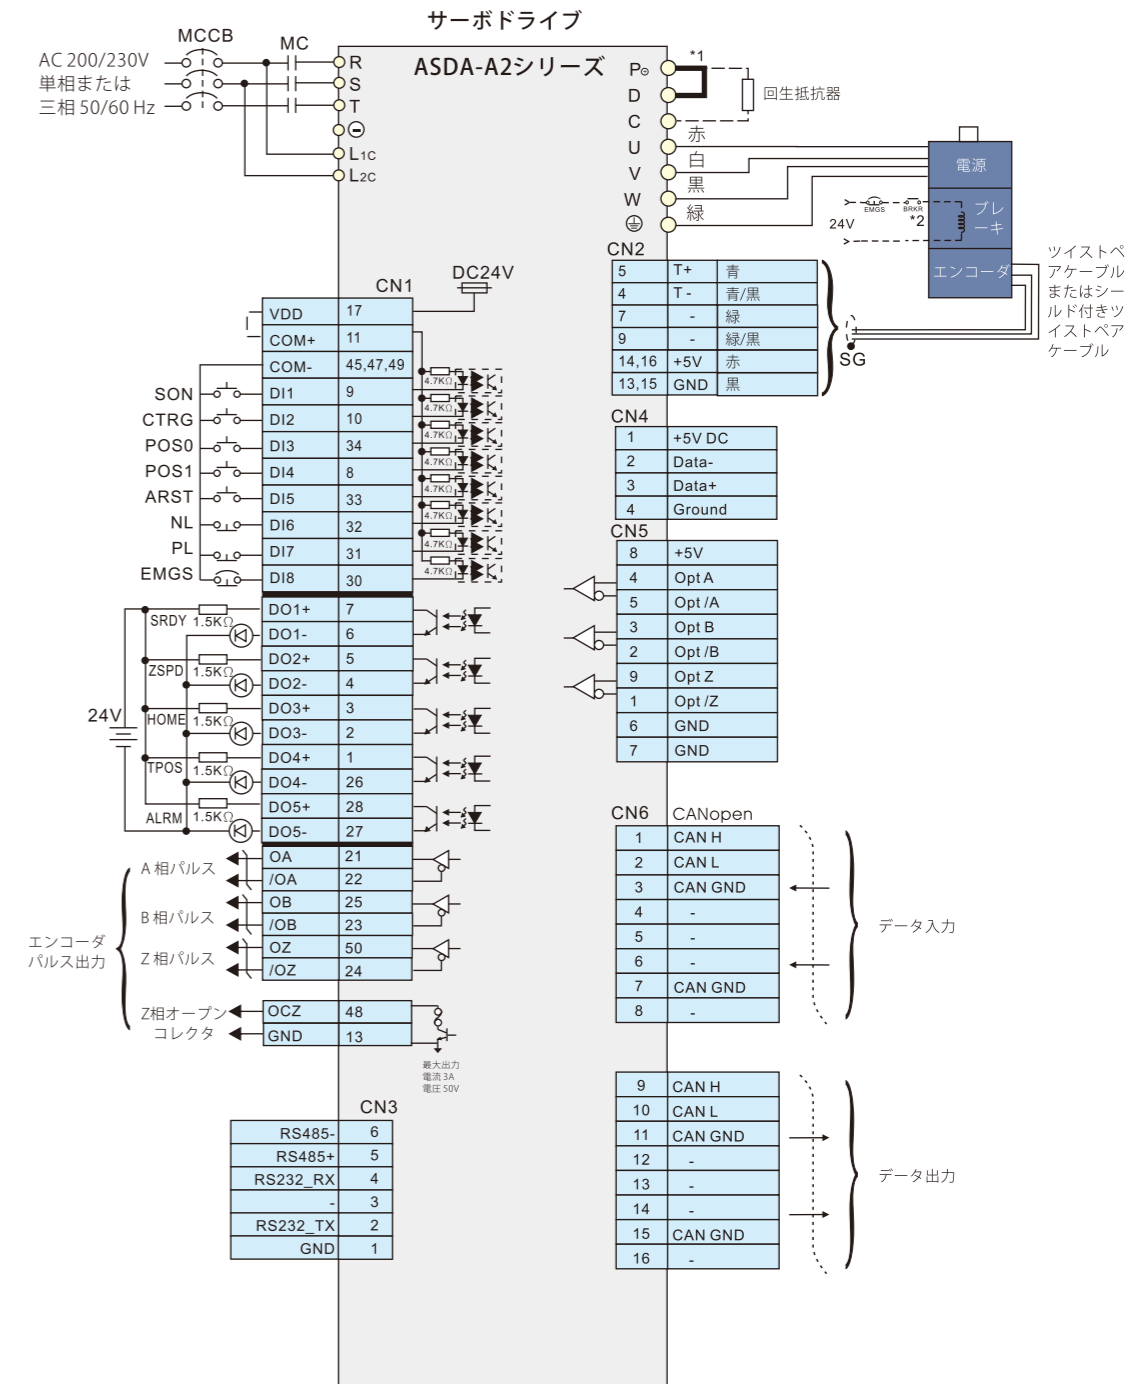 サーボドライブ
ASDA-A2シリーズ
MCCB
MC
AC 200/230V
単相または
三相 50/60 Hz
R
S
T
⊖
L1C
L2C
P⊕
D
C
U
V
W
*1
回生抵抗器
赤
白
黒
緑
電源
ブレ
ーキ
エンコーダ
24V
EMGS
BRKR
*2
ツイストペ
アケーブル
またはシー
ルド付きツ
イストペア
ケーブル
SG
CN2
5 T+ 青
4 T - 青/黒
7 - 緑
9 - 緑/黒
14,16 +5V 赤
13,15 GND 黒
CN1
DC24V
VDD 17
COM+ 11
COM- 45,47,49
SON DI1 9 4.7KΩ
CTRG DI2 10 4.7KΩ
POS0 DI3 34 4.7KΩ
POS1 DI4 8 4.7KΩ
ARST DI5 33 4.7KΩ
NL DI6 32 4.7KΩ
PL DI7 31 4.7KΩ
EMGS DI8 30 4.7KΩ
24V
SRDY 1.5KΩ DO1+ 7
DO1- 6
ZSPD 1.5KΩ DO2+ 5
DO2- 4
HOME 1.5KΩ DO3+ 3
DO3- 2
TPOS 1.5KΩ DO4+ 1
DO4- 26
ALRM 1.5KΩ DO5+ 28
DO5- 27
エンコーダ
パルス出力
A 相パルス
OA 21
/OA 22
B 相パルス
OB 25
/OB 23
Z 相パルス
OZ 50
/OZ 24
Z相オープン
コレクタ
OCZ 48
GND 13
最大出力
電流 3A
電圧 50V
CN3
RS485- 6
RS485+ 5
RS232_RX 4
- 3
RS232_TX 2
GND 1
CN4
1 +5V DC
2 Data-
3 Data+
4 Ground
CN5
8 +5V
4 Opt A
5 Opt /A
3 Opt B
2 Opt /B
9 Opt Z
1 Opt /Z
6 GND
7 GND
CN6 CANopen
1 CAN H
2 CAN L
3 CAN GND
4 -
5 -
6 -
7 CAN GND
8 -
データ入力
9 CAN H
10 CAN L
11 CAN GND
12 -
13 -
14 -
15 CAN GND
16 -
データ出力